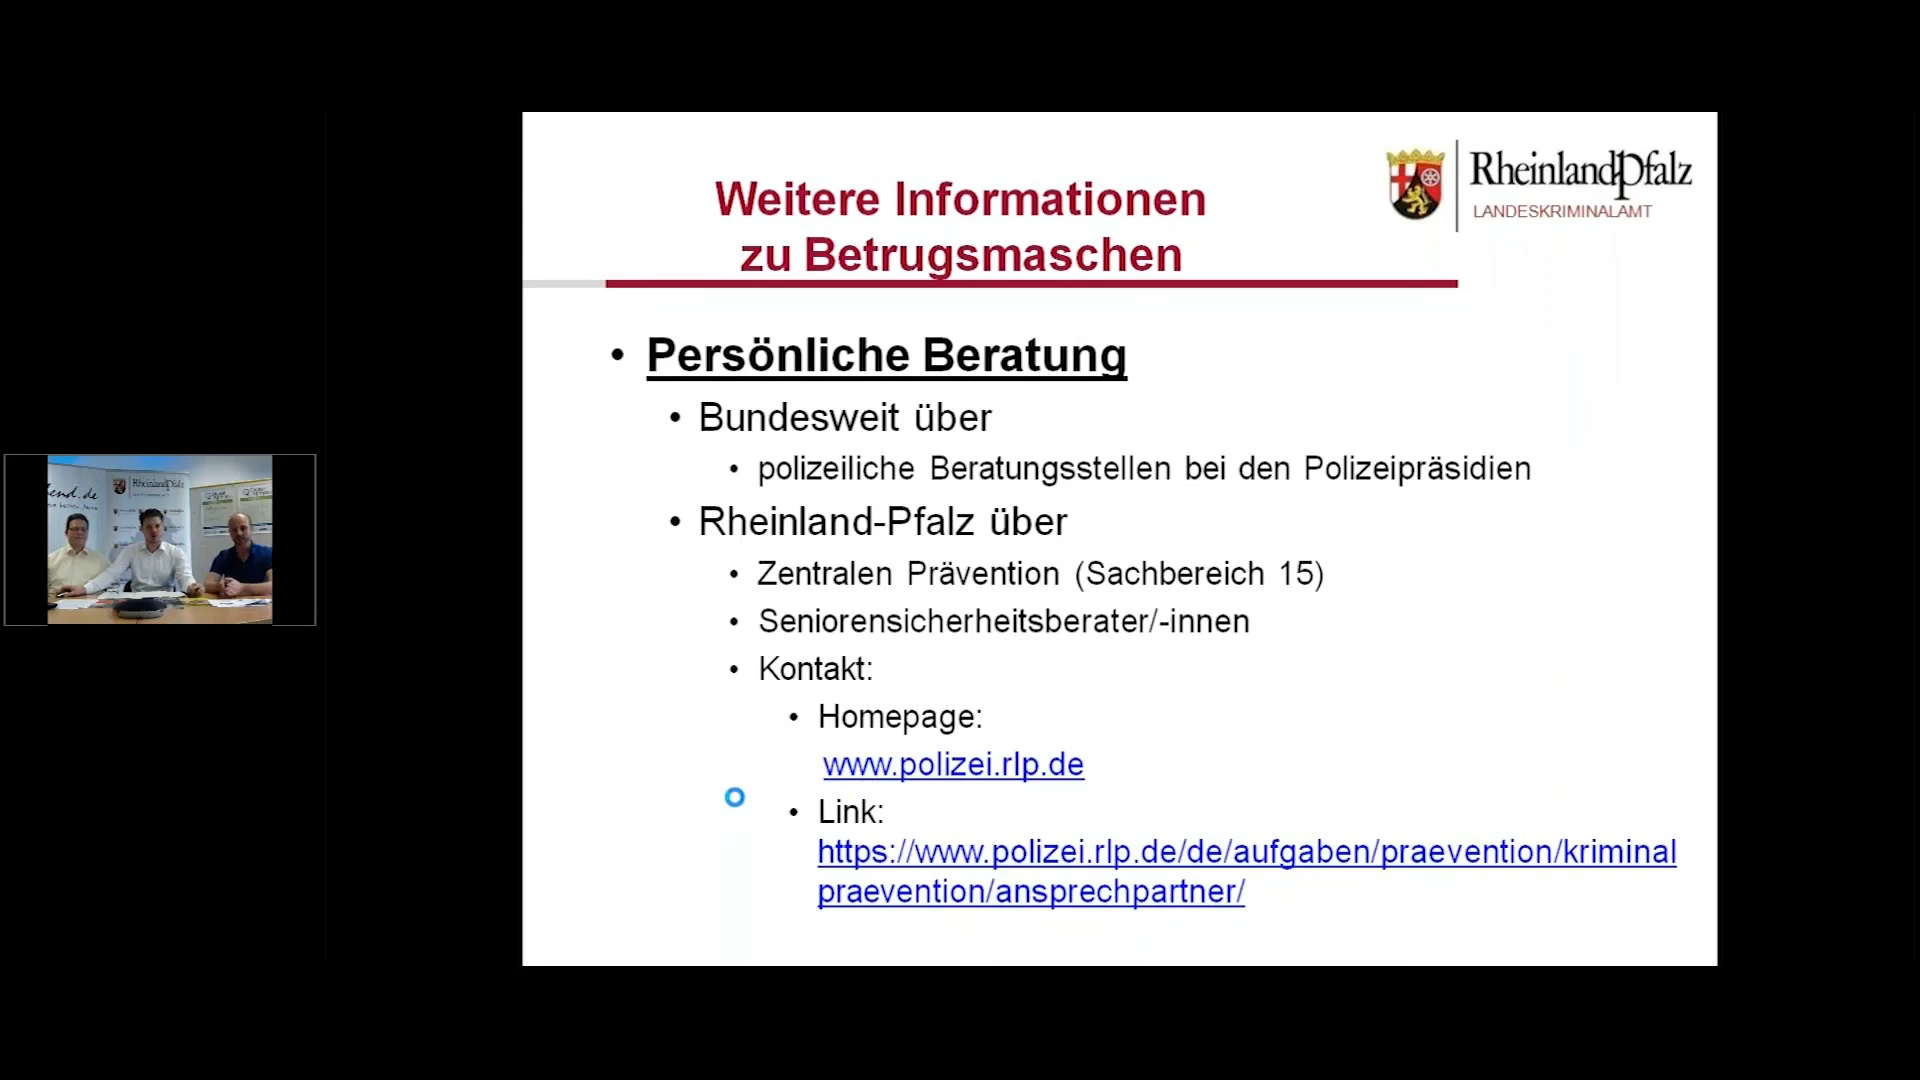 Weitere Informationen
zu Betrugsmaschen
RheinlandPfalz
LANDESKRIMINALAMT
• Persönliche Beratung
• Bundesweit über
• polizeiliche Beratungsstellen bei den Polizeipräsidien
• Rheinland-Pfalz über
• Zentralen Prävention (Sachbereich 15)
• Seniorensicherheitsberater/-innen
• Kontakt:
• Homepage:
www.polizei.rlp.de
• Link:
https://www.polizei.rlp.de/de/aufgaben/praevention/kriminal
praevention/ansprechpartner/
RheinlandPfalz